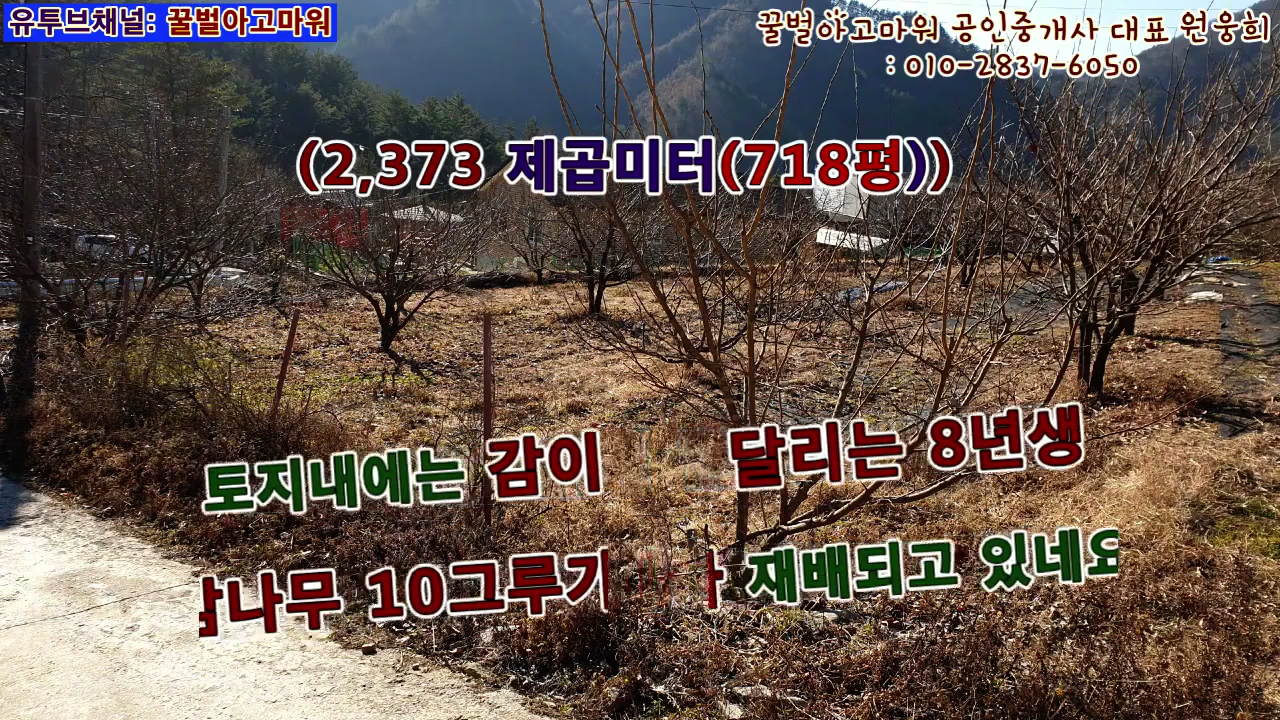 유투브채널: 꿀벌아고마워
꿀벌아고마워 공인중개사 대표 원웅희
: 010-2837-6050
(2,373 제곱미터(718평))
토지내에는 감이 달리는 8년생
나무 10그루가 재배되고 있네요